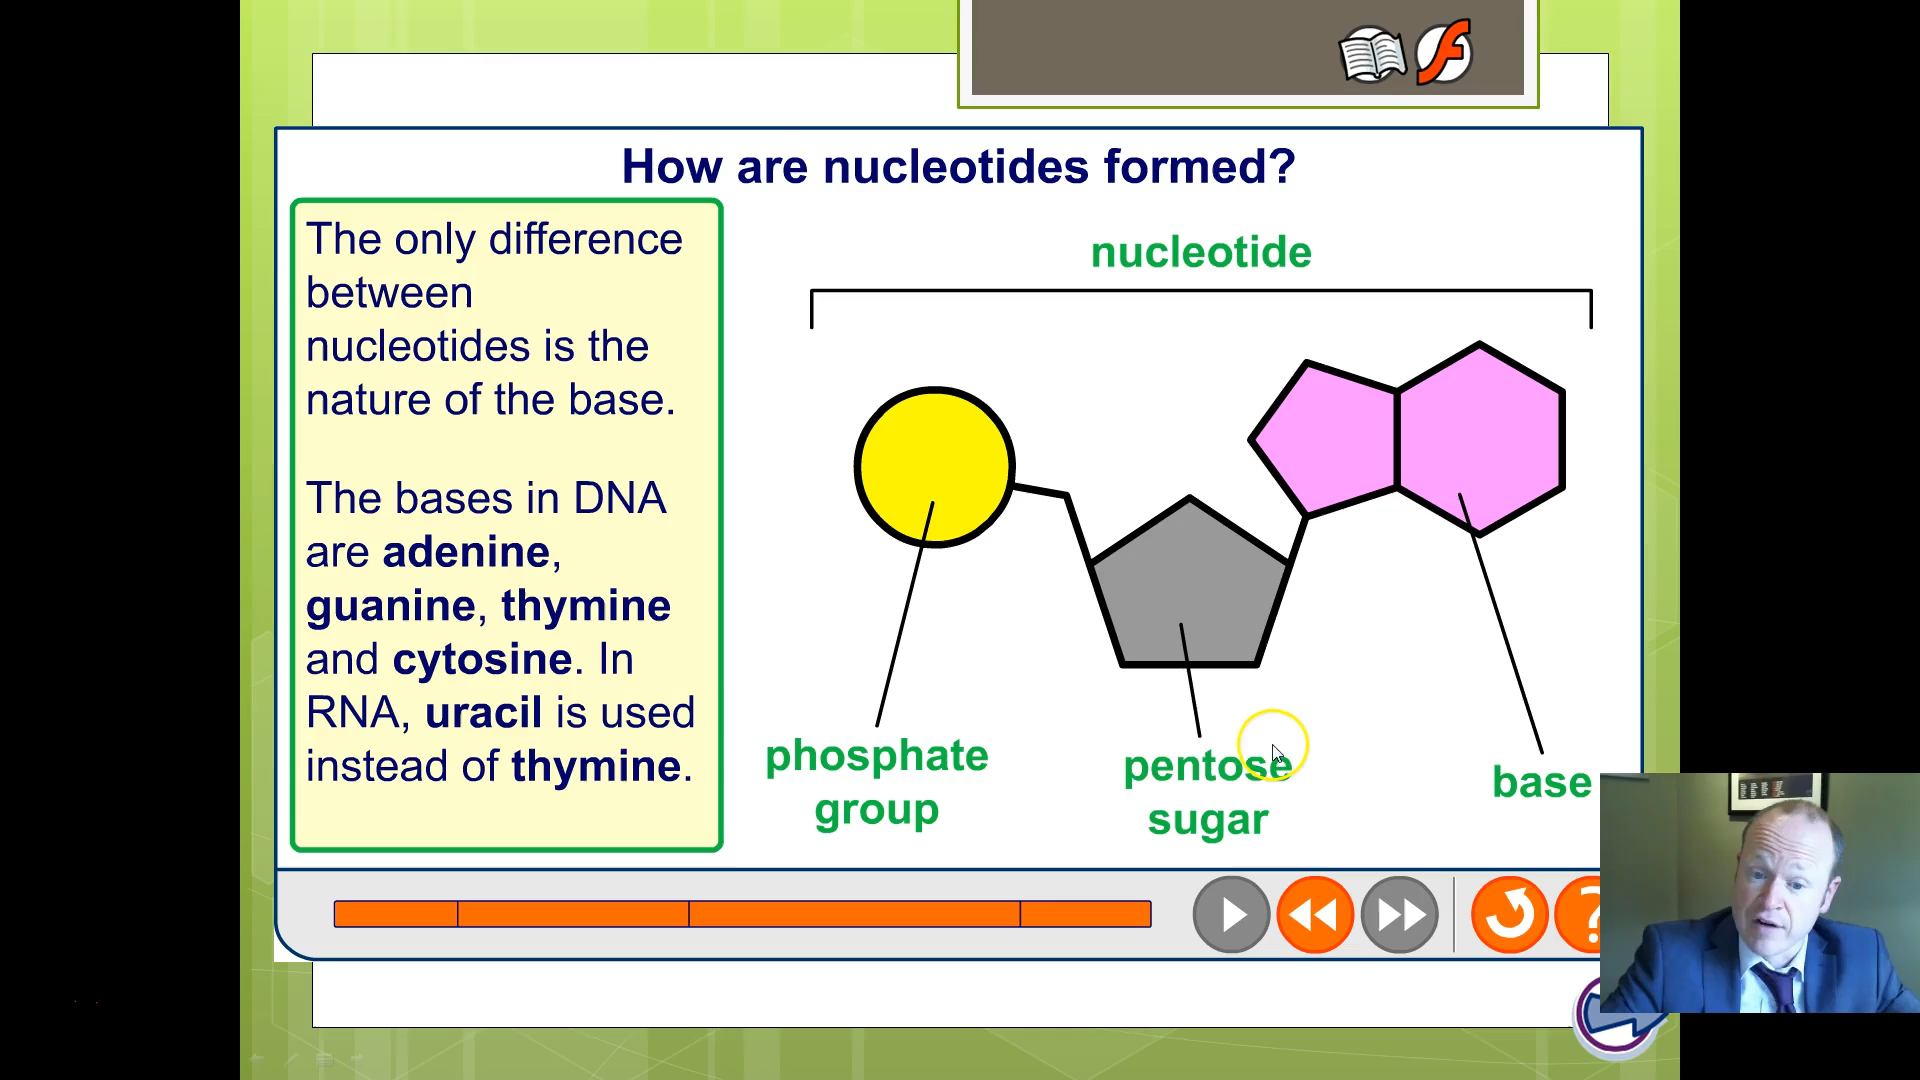 How are nucleotides formed?
The only difference
between
nucleotides is the
nature of the base.
The bases in DNA
are adenine,
guanine, thymine
and cytosine. In
RNA, uracil is used
instead of thymine.
nucleotide
phosphate
group
pentose
sugar
base
?